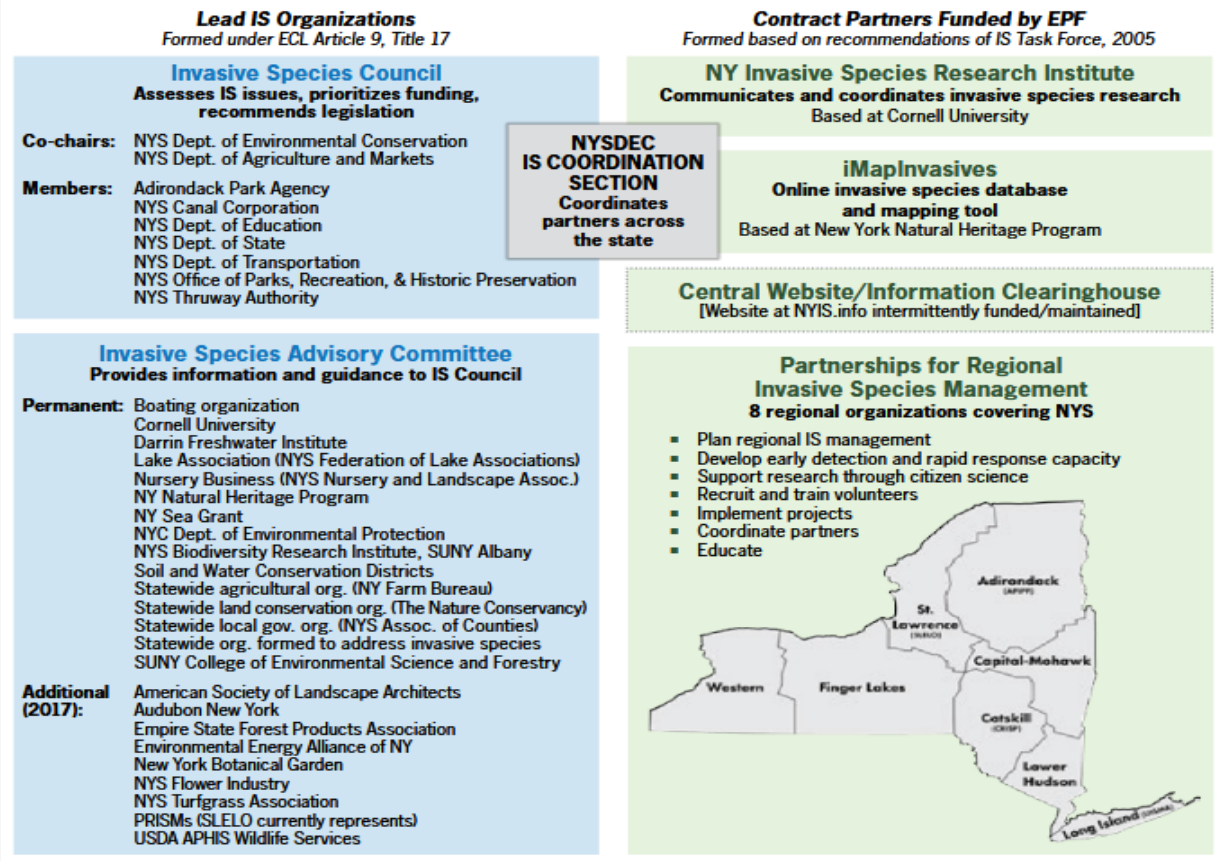 Lead IS Organizations
Formed under ECL Article 9, Title 17
Invasive Species Council
Assesses IS issues, prioritizes funding,
recommends legislation
Co-chairs: NYS Dept. of Environmental Conservation
NYS Dept. of Agriculture and Markets
Members: Adirondack Park Agency
NYS Canal Corporation
NYS Dept. of Education
NYS Dept. of State
NYS Dept. of Transportation
NYS Office of Parks, Recreation, & Historic Preservation
NYS Thruway Authority
Invasive Species Advisory Committee
Provides information and guidance to IS Council
Permanent: Boating organization
Cornell University
Darrin Freshwater Institute
Lake Association (NYS Federation of Lake Associations)
Nursery Business (NYS Nursery and Landscape Assoc.)
NY Natural Heritage Program
NY Sea Grant
NYC Dept. of Environmental Protection
NYS Biodiversity Research Institute, SUNY Albany
Soil and Water Conservation Districts
Statewide agricultural org. (NY Farm Bureau)
Statewide land conservation org. (The Nature Conservancy)
Statewide local gov. org. (NYS Assoc. of Counties)
Statewide org. formed to address invasive species
SUNY College of Environmental Science and Forestry
Additional American Society of Landscape Architects
(2017): Audubon New York
Empire State Forest Products Association
Environmental Energy Alliance of NY
New York Botanical Garden
NYS Flower Industry
NYS Turfgrass Association
PRISMs (SLELO currently represents)
USDA APHIS Wildlife Services
NYSDEC
IS COORDINATION
SECTION
Coordinates
partners across
the state
Contract Partners Funded by EPF
Formed based on recommendations of IS Task Force, 2005
NY Invasive Species Research Institute
Communicates and coordinates invasive species research
Based at Cornell University
iMapInvasives
Online invasive species database
and mapping tool
Based at New York Natural Heritage Program
Central Website/Information Clearinghouse
[Website at NYIS.info intermittently funded/maintained]
Partnerships for Regional
Invasive Species Management
8 regional organizations covering NYS
▪ Plan regional IS management
▪ Develop early detection and rapid response capacity
▪ Support research through citizen science
▪ Recruit and train volunteers
▪ Implement projects
▪ Coordinate partners
▪ Educate
Adirondack
(APIPP)
St.
Lawrence
Capital-Mohawk
Western
Finger Lakes
Catskill
(CRISP)
Lower
Hudson
Long Island